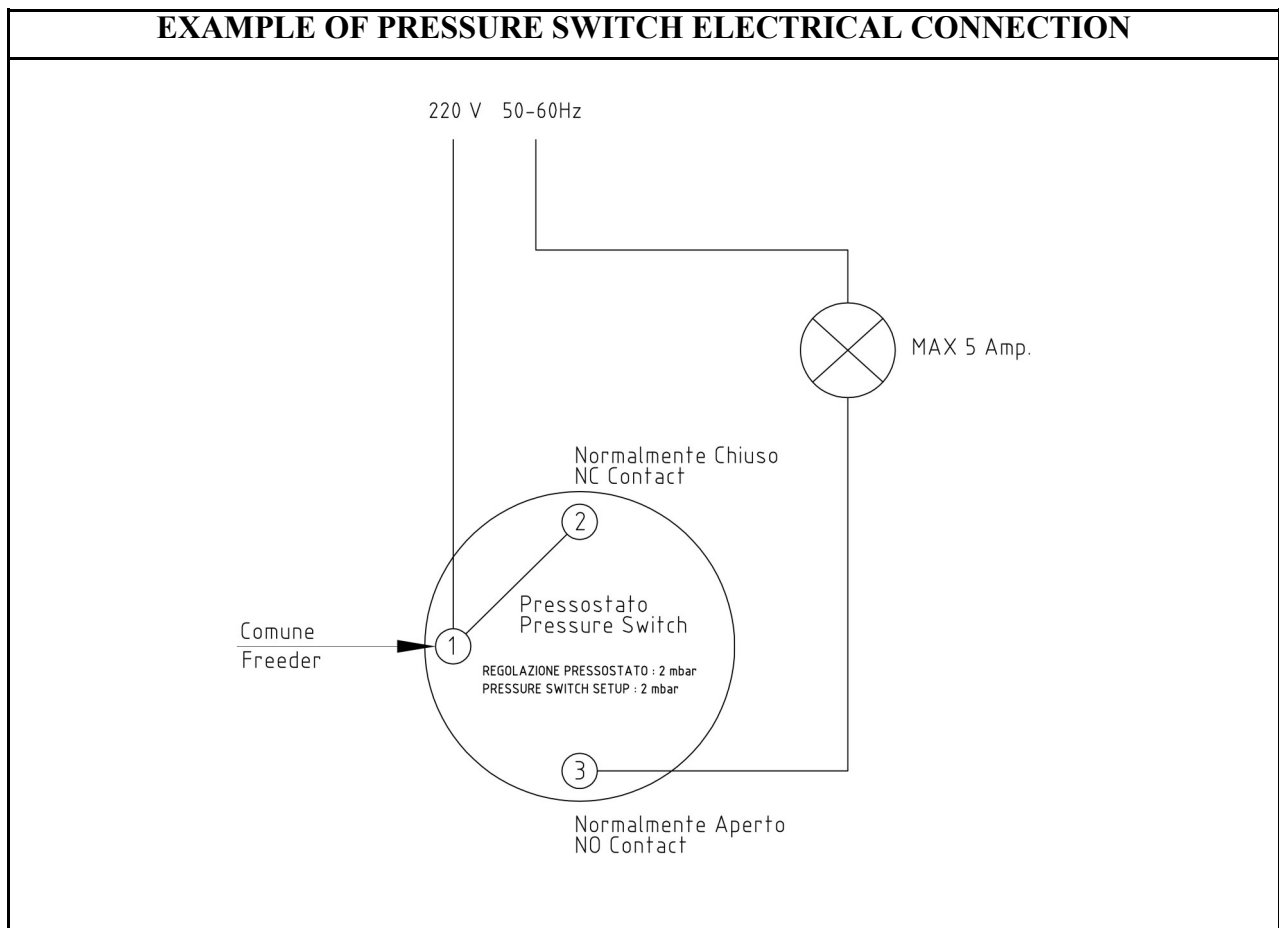 EXAMPLE OF PRESSURE SWITCH ELECTRICAL CONNECTION
220 V 50-60Hz
MAX 5 Amp.
Normalmente Chiuso
NC Contact
2
Pressostato
Pressure Switch
Comune
Freeder
1
REGOLAZIONE PRESSOSTATO : 2 mbar
PRESSURE SWITCH SETUP : 2 mbar
3
Normalmente Aperto
NO Contact